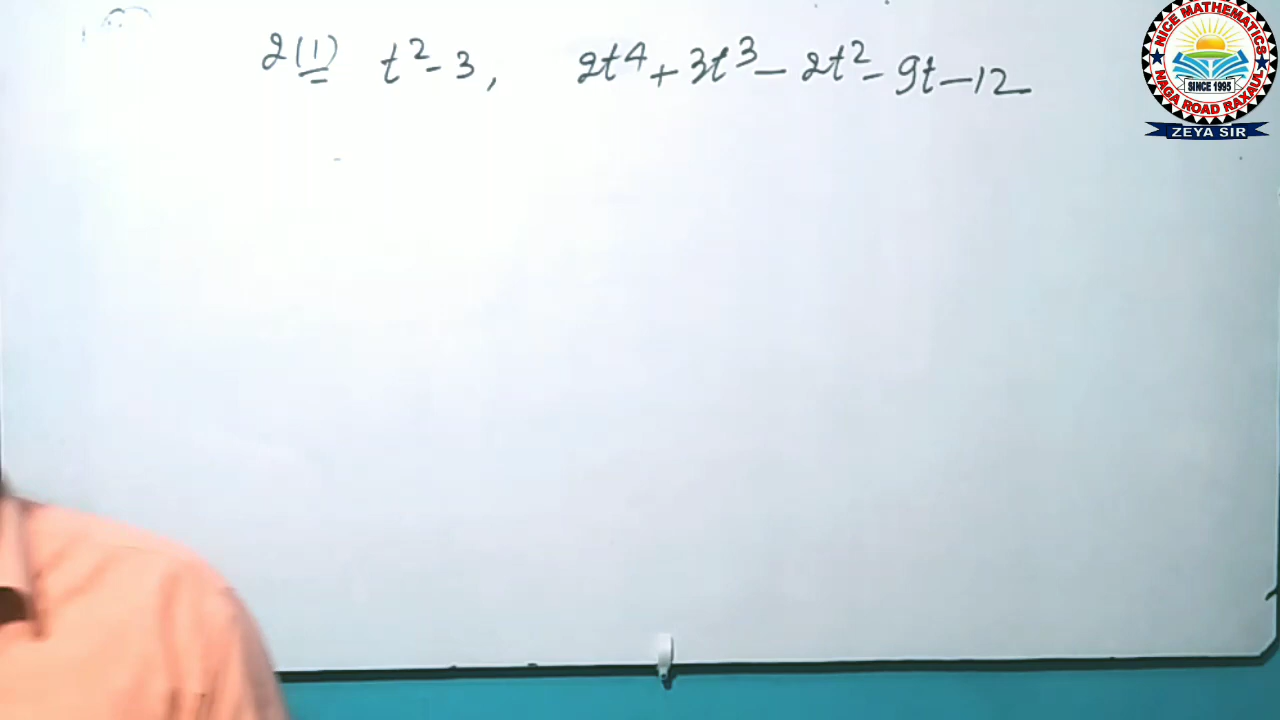 2(1) t²-3, 2t⁴+3t³-2t²-9t-12
NICE MATHEMATICS
SINCE 1995
NAGA ROAD RAXAUL
ZEYA SIR